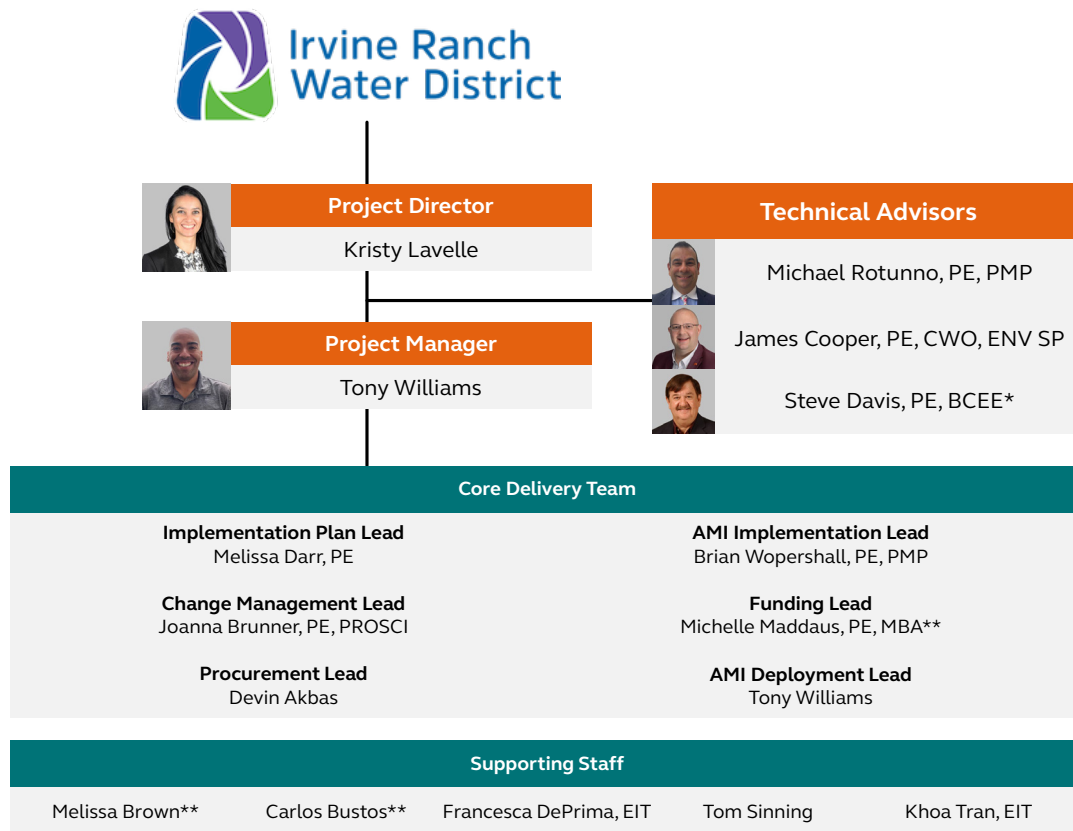 Irvine Ranch
Water District
Project Director
Kristy Lavelle
Technical Advisors
Michael Rotunno, PE, PMP
James Cooper, PE, CWO, ENV SP
Steve Davis, PE, BCEE*
Project Manager
Tony Williams
Core Delivery Team
Implementation Plan Lead
Melissa Darr, PE
AMI Implementation Lead
Brian Wopershall, PE, PMP
Change Management Lead
Joanna Brunner, PE, PROSCI
Funding Lead
Michelle Maddaus, PE, MBA**
Procurement Lead
Devin Akbas
AMI Deployment Lead
Tony Williams
Supporting Staff
Melissa Brown** Carlos Bustos** Francesca DePrima, EIT Tom Sinning Khoa Tran, EIT